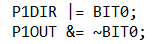 P1DIR |= BIT0;
P1OUT &= ~BIT0;